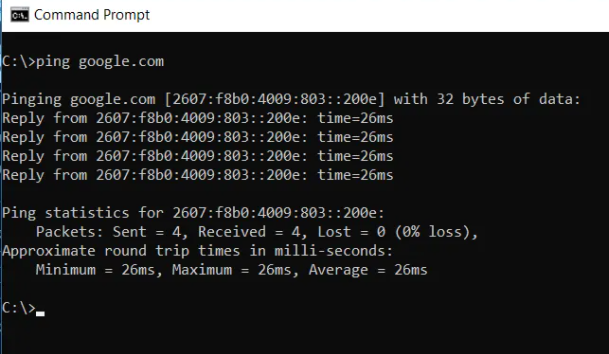 Command Prompt
C:\>ping google.com
Pinging google.com [2607:f8b0:4009:803::200e] with 32 bytes of data:
Reply from 2607:f8b0:4009:803::200e: time=26ms
Reply from 2607:f8b0:4009:803::200e: time=26ms
Reply from 2607:f8b0:4009:803::200e: time=26ms
Reply from 2607:f8b0:4009:803::200e: time=26ms
Ping statistics for 2607:f8b0:4009:803::200e:
    Packets: Sent = 4, Received = 4, Lost = 0 (0% loss),
Approximate round trip times in milli-seconds:
    Minimum = 26ms, Maximum = 26ms, Average = 26ms
C:\>